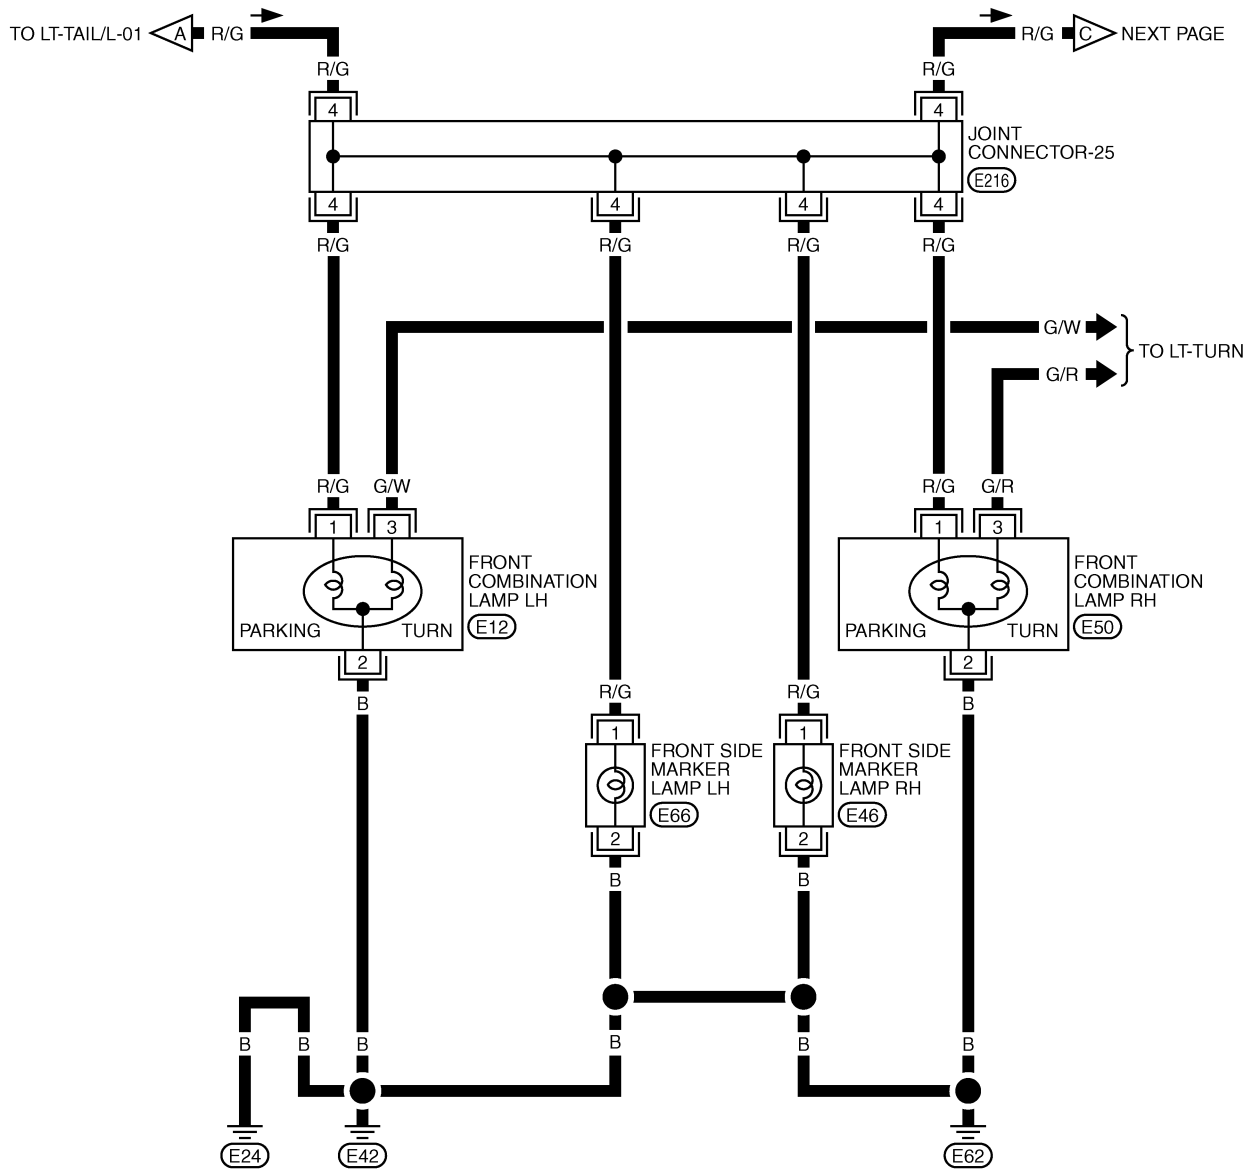 TO LT-TAIL/L-01 A R/G R/G C NEXT PAGE
R/G R/G
4 4
JOINT
CONNECTOR-25
E216
4 4 4 4
R/G R/G R/G R/G
G/W
TO LT-TURN
G/R
R/G G/W R/G G/R
1 3 1 3
FRONT
COMBINATION
LAMP LH
E12
PARKING TURN
FRONT
COMBINATION
LAMP RH
E50
PARKING TURN
2 2
B B
R/G R/G
1 1
FRONT SIDE
MARKER
LAMP LH
E66
FRONT SIDE
MARKER
LAMP RH
E46
2 2
B B
B B B B B B
E24 E42 E62